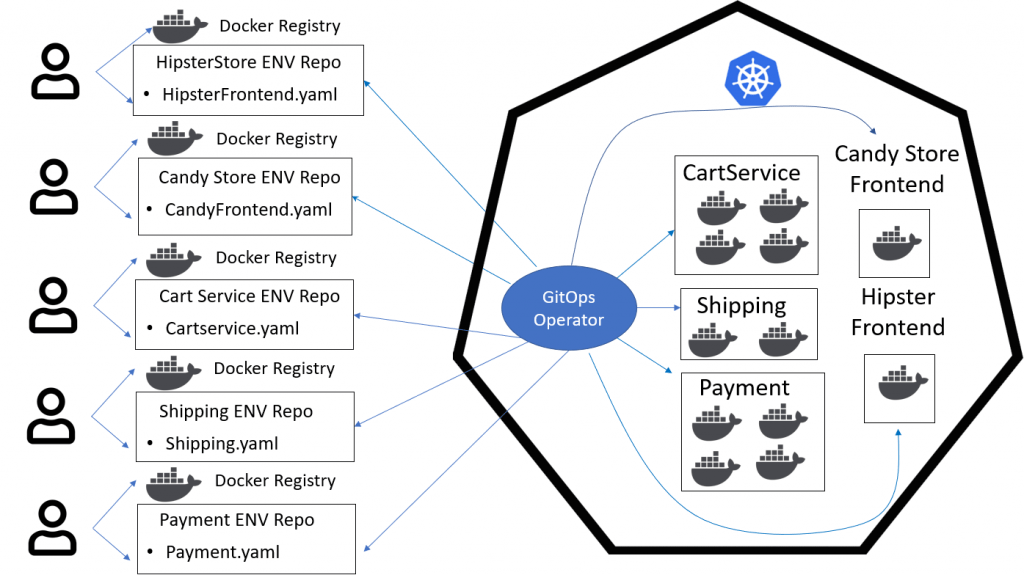 Docker Registry
HipsterStore ENV Repo
• HipsterFrontend.yaml
Docker Registry
Candy Store ENV Repo
• CandyFrontend.yaml
Docker Registry
Cart Service ENV Repo
• Cartservice.yaml
Docker Registry
Shipping ENV Repo
• Shipping.yaml
Docker Registry
Payment ENV Repo
• Payment.yaml
GitOps
Operator
CartService
Shipping
Payment
Candy Store
Frontend
Hipster
Frontend